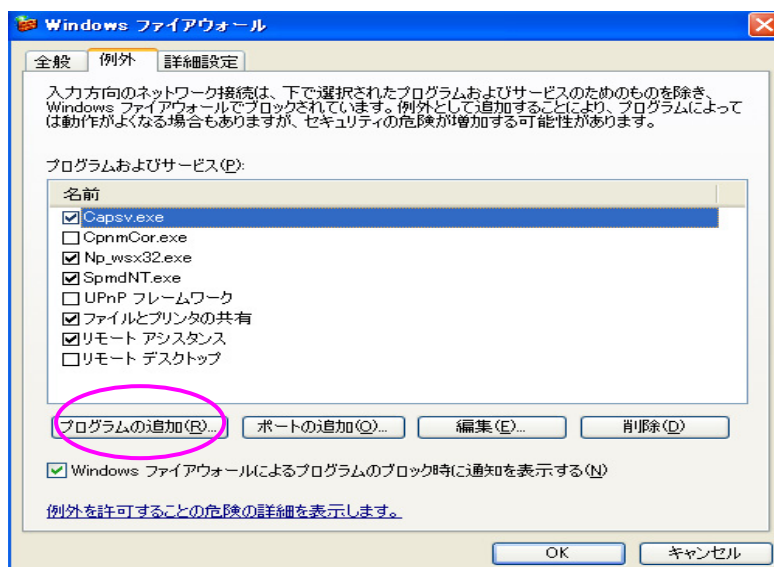 Windows ファイアウォール
全般 例外 詳細設定
入力方向のネットワーク接続は、下で選択されたプログラムおよびサービスのためのものを除き、
Windows ファイアウォールでブロックされています。例外として追加することにより、プログラムによって
は動作がよくなる場合もありますが、セキュリティの危険が増加する可能性があります。
プログラムおよびサービス(P):
名前
Capsv.exe
CpnmCor.exe
Np_wsx32.exe
SpmdNT.exe
UPnP フレームワーク
ファイルとプリンタの共有
リモート アシスタンス
リモート デスクトップ
プログラムの追加(R)... ポートの追加(O)... 編集(E)... 削除(D)
Windows ファイアウォールによるプログラムのブロック時に通知を表示する(N)
例外を許可することの危険の詳細を表示します。
OK キャンセル